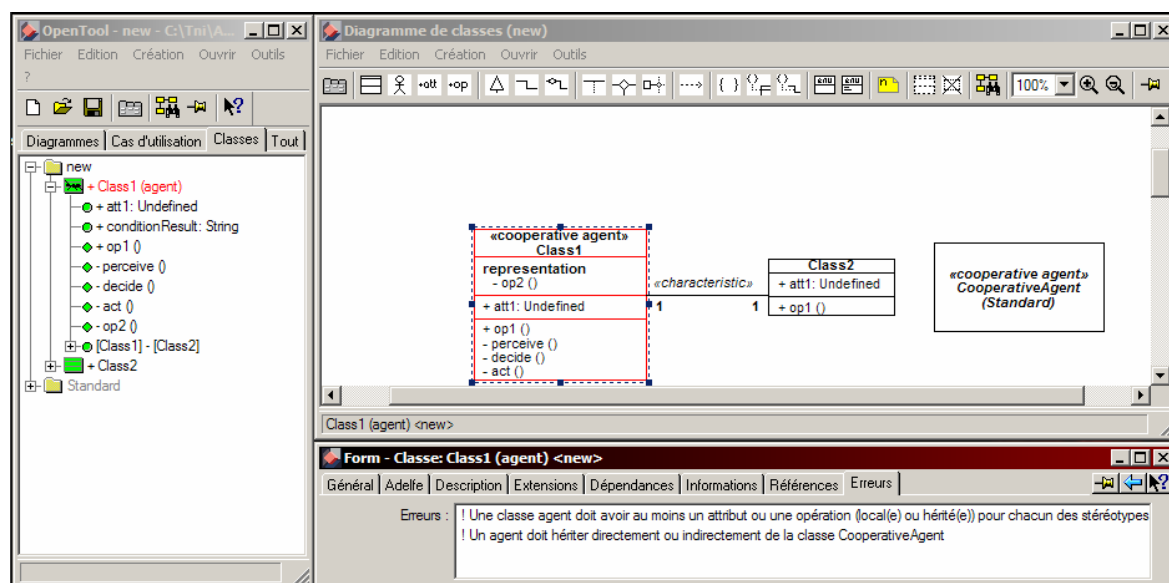 OpenTool - new - C:\Tni\A...
Fichier Edition Création Ouvrir Outils
?
Diagrammes Cas d'utilisation Classes Tout
new
+ Class1 (agent)
+ att1: Undefined
+ conditionResult: String
+ op1 ()
- perceive ()
- decide ()
- act ()
- op2 ()
[Class1] - [Class2]
+ Class2
Standard
Diagramme de classes (new)
Fichier Edition Création Ouvrir Outils
•att •op 100%
«cooperative agent»
Class1
representation
- op2 ()
+ att1: Undefined
+ op1 ()
- perceive ()
- decide ()
- act ()
«characteristic»
1 1
Class2
+ att1: Undefined
+ op1 ()
«cooperative agent»
CooperativeAgent
(Standard)
Class1 (agent) <new>
Form - Classe: Class1 (agent) <new>
Général Adelfe Description Extensions Dépendances Informations Références Erreurs
Erreurs : ! Une classe agent doit avoir au moins un attribut ou une opération (local(e) ou hérité(e)) pour chacun des stéréotypes
! Un agent doit hériter directement ou indirectement de la classe CooperativeAgent